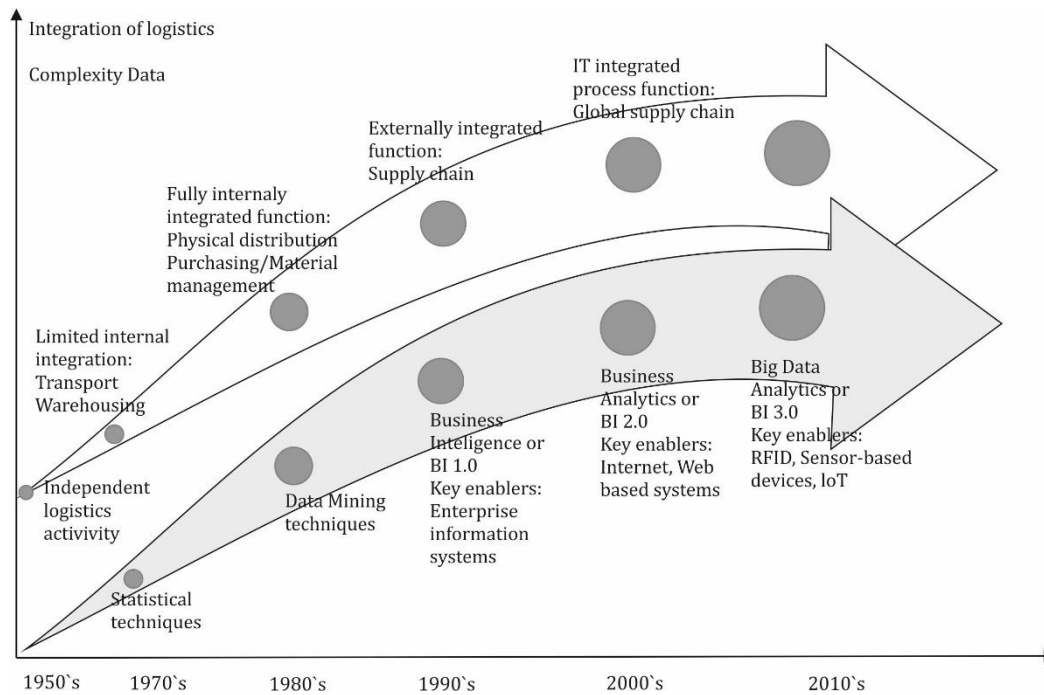 Integration of logistics
Complexity Data
IT integrated
process function:
Global supply chain
Externally integrated
function:
Supply chain
Fully internaly
integrated function:
Physical distribution
Purchasing/Material
management
Limited internal
integration:
Transport
Warehousing
Independent
logistics
activivity
Statistical
techniques
Data Mining
techniques
Business
Inteligence or
BI 1.0
Key enablers:
Enterprise
information
systems
Business
Analytics or
BI 2.0
Key enablers:
Internet, Web
based systems
Big Data
Analytics or
BI 3.0
Key enablers:
RFID, Sensor-based
devices, IoT
1950`s
1970`s
1980`s
1990`s
2000`s
2010`s